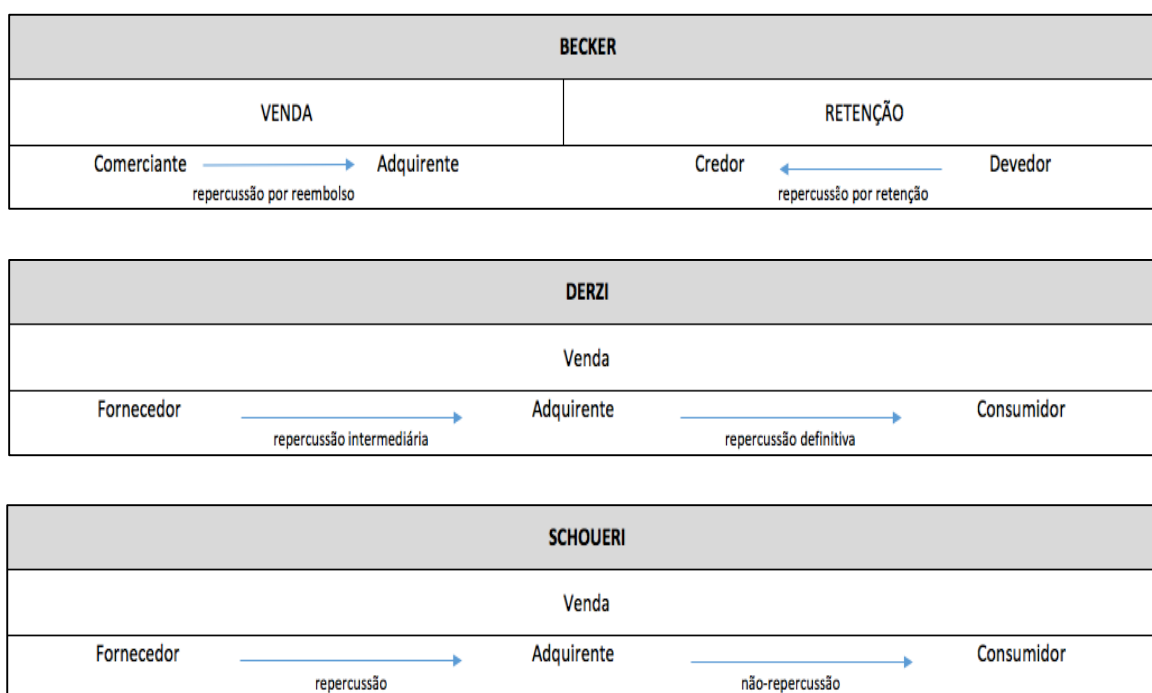 BECKER
VENDA RETENÇÃO
Comerciante Adquirente Credor Devedor
repercussão por reembolso repercussão por retenção
DERZI
Venda
Fornecedor Adquirente Consumidor
repercussão intermediária repercussão definitiva
SCHOUERI
Venda
Fornecedor Adquirente Consumidor
repercussão não-repercussão